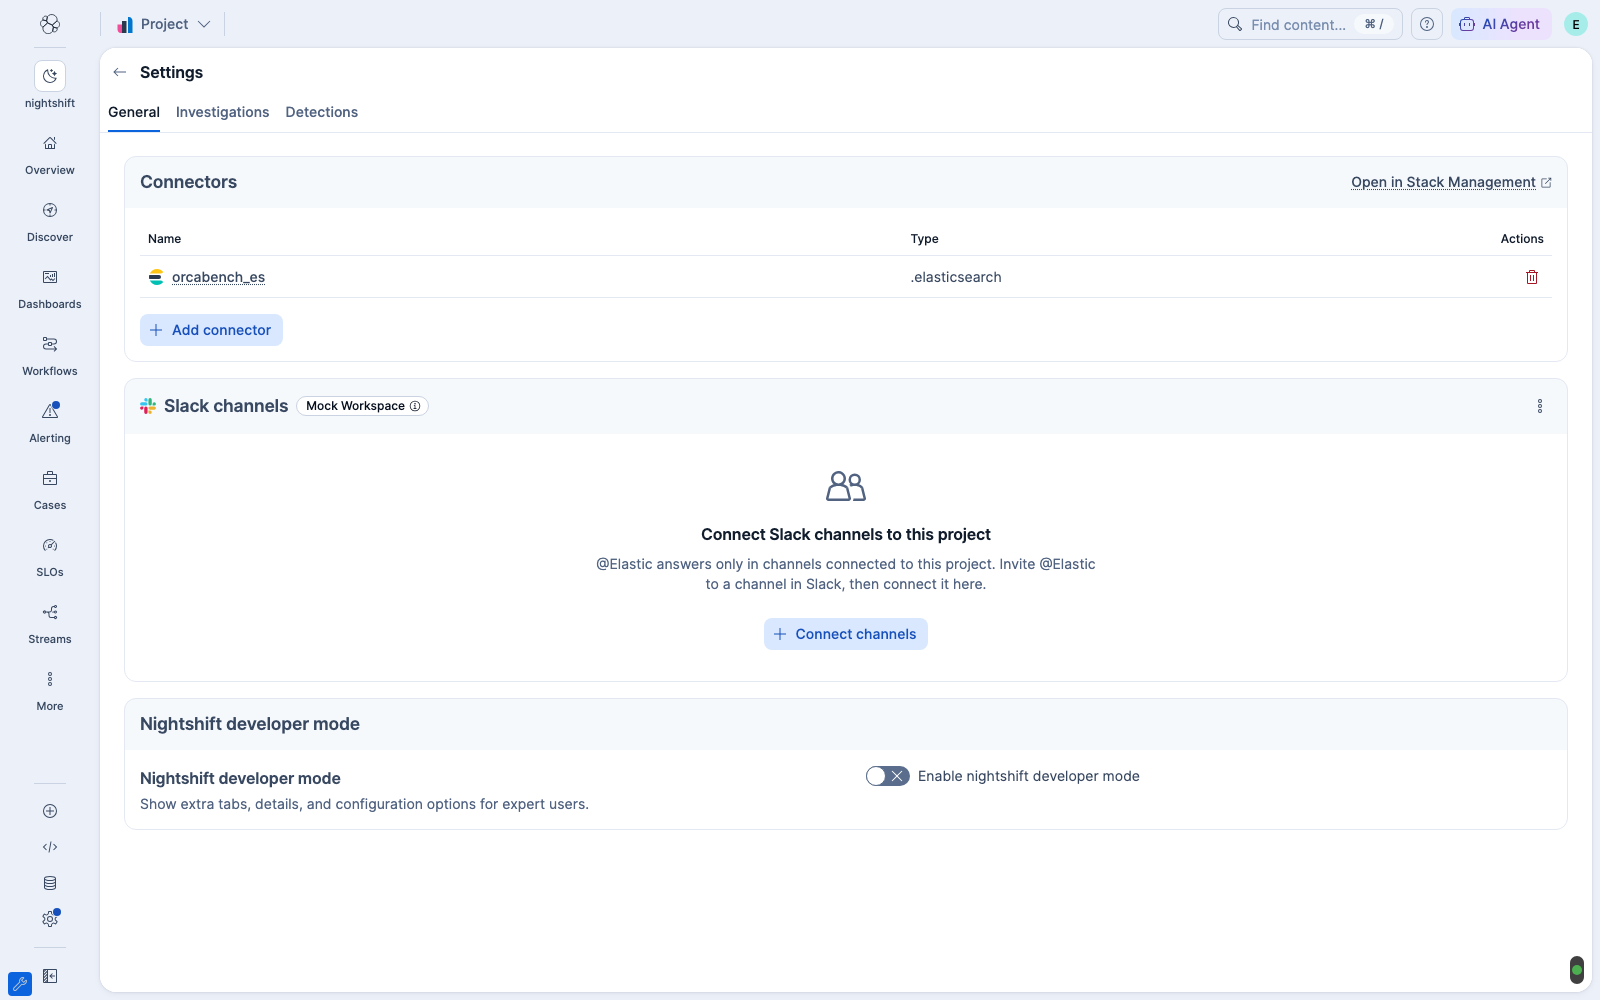 Project
Find content...
⌘ /
AI Agent
E
nightshift
Overview
Discover
Dashboards
Workflows
Alerting
Cases
SLOs
Streams
More
Settings
General
Investigations
Detections
Connectors
Open in Stack Management
Name
Type
Actions
orcabench_es
.elasticsearch
Add connector
Slack channels
Mock Workspace
Connect Slack channels to this project
@Elastic answers only in channels connected to this project. Invite @Elastic
to a channel in Slack, then connect it here.
Connect channels
Nightshift developer mode
Nightshift developer mode
Enable nightshift developer mode
Show extra tabs, details, and configuration options for expert users.